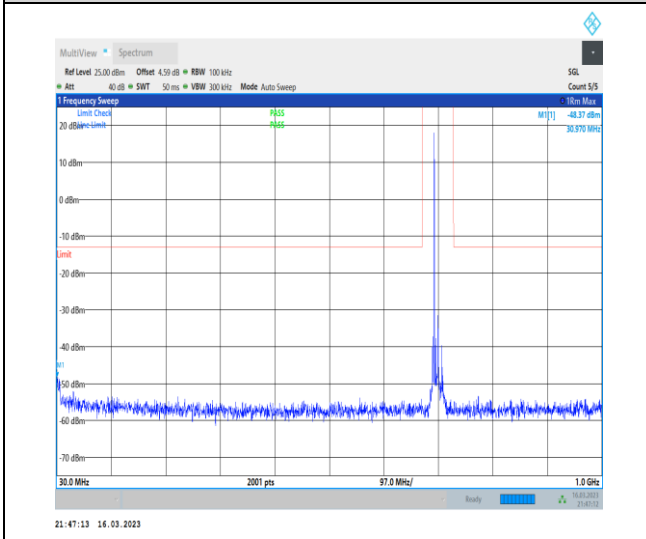 MultiView Spectrum
Ref Level 25.00 dBm Offset 4.59 dB RBW 100 kHz SGL
Att 40 dB SWT 50 ms VBW 300 kHz Mode Auto Sweep Count 5/5
1 Frequency Sweep 1Rm Max
Limit Check PASS M1[1] -48.37 dBm
20 dBm Line Limit PASS 30.970 MHz
10 dBm
0 dBm
-10 dBm
Limit
-20 dBm
-30 dBm
-40 dBm
M1
-50 dBm
-60 dBm
-70 dBm
30.0 MHz 2001 pts 97.0 MHz/ 1.0 GHz
Ready 16.03.2023
21:47:12
21:47:13 16.03.2023